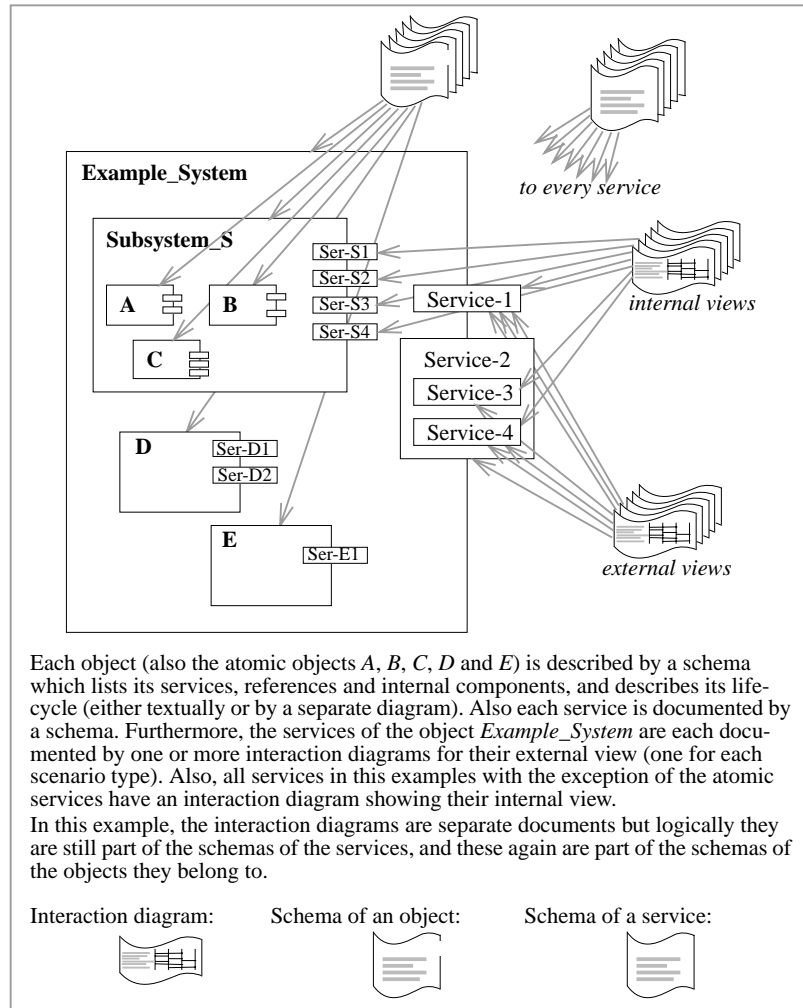 Example_System
to every service
Subsystem_S
Ser-S1
Ser-S2
Ser-S3
Ser-S4
A
B
C
Service-1
internal views
Service-2
Service-3
Service-4
D
Ser-D1
Ser-D2
E
Ser-E1
external views
Each object (also the atomic objects A, B, C, D and E) is described by a schema
which lists its services, references and internal components, and describes its life-
cycle (either textually or by a separate diagram). Also each service is documented by
a schema. Furthermore, the services of the object Example_System are each docu-
mented by one or more interaction diagrams for their external view (one for each
scenario type). Also, all services in this examples with the exception of the atomic
services have an interaction diagram showing their internal view.
In this example, the interaction diagrams are separate documents but logically they
are still part of the schemas of the services, and these again are part of the schemas of
the objects they belong to.
Interaction diagram:
Schema of an object:
Schema of a service: